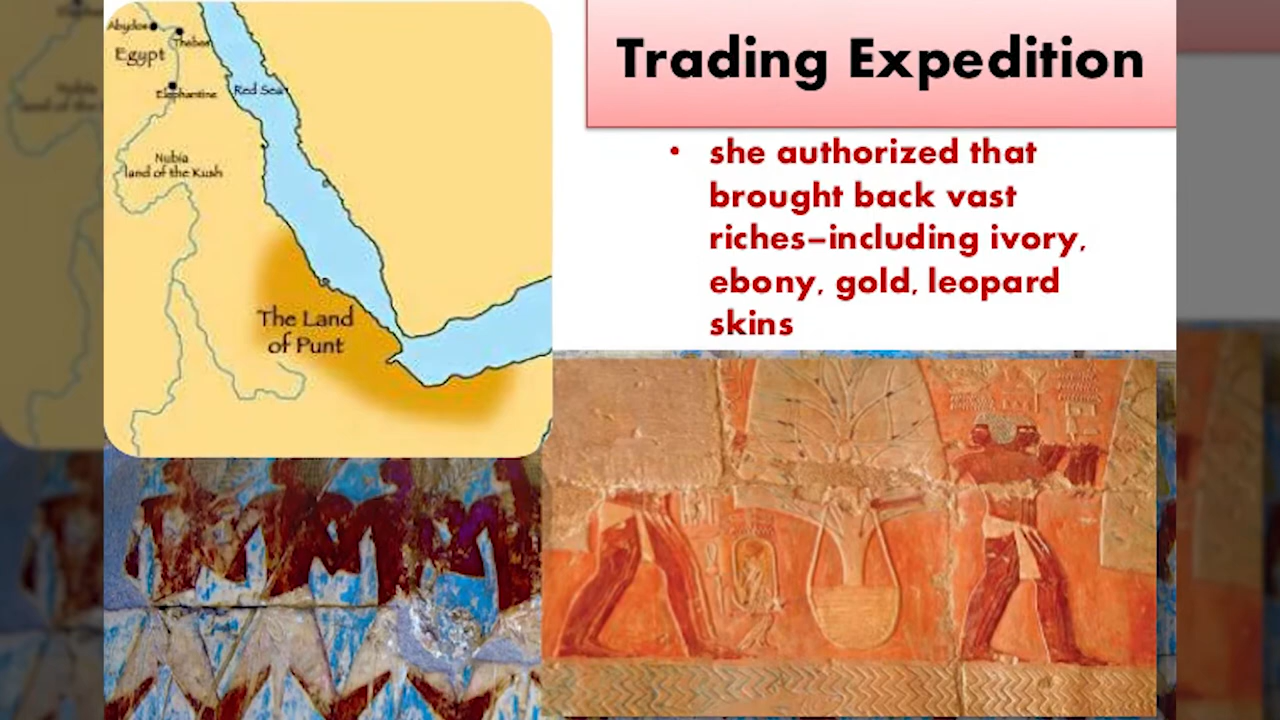 Abydos
Thebes
Egypt
Elephantine
Red Sea
Nubia
land of the Kush
The Land
of Punt
Trading Expedition
• she authorized that
brought back vast
riches–including ivory,
ebony, gold, leopard
skins